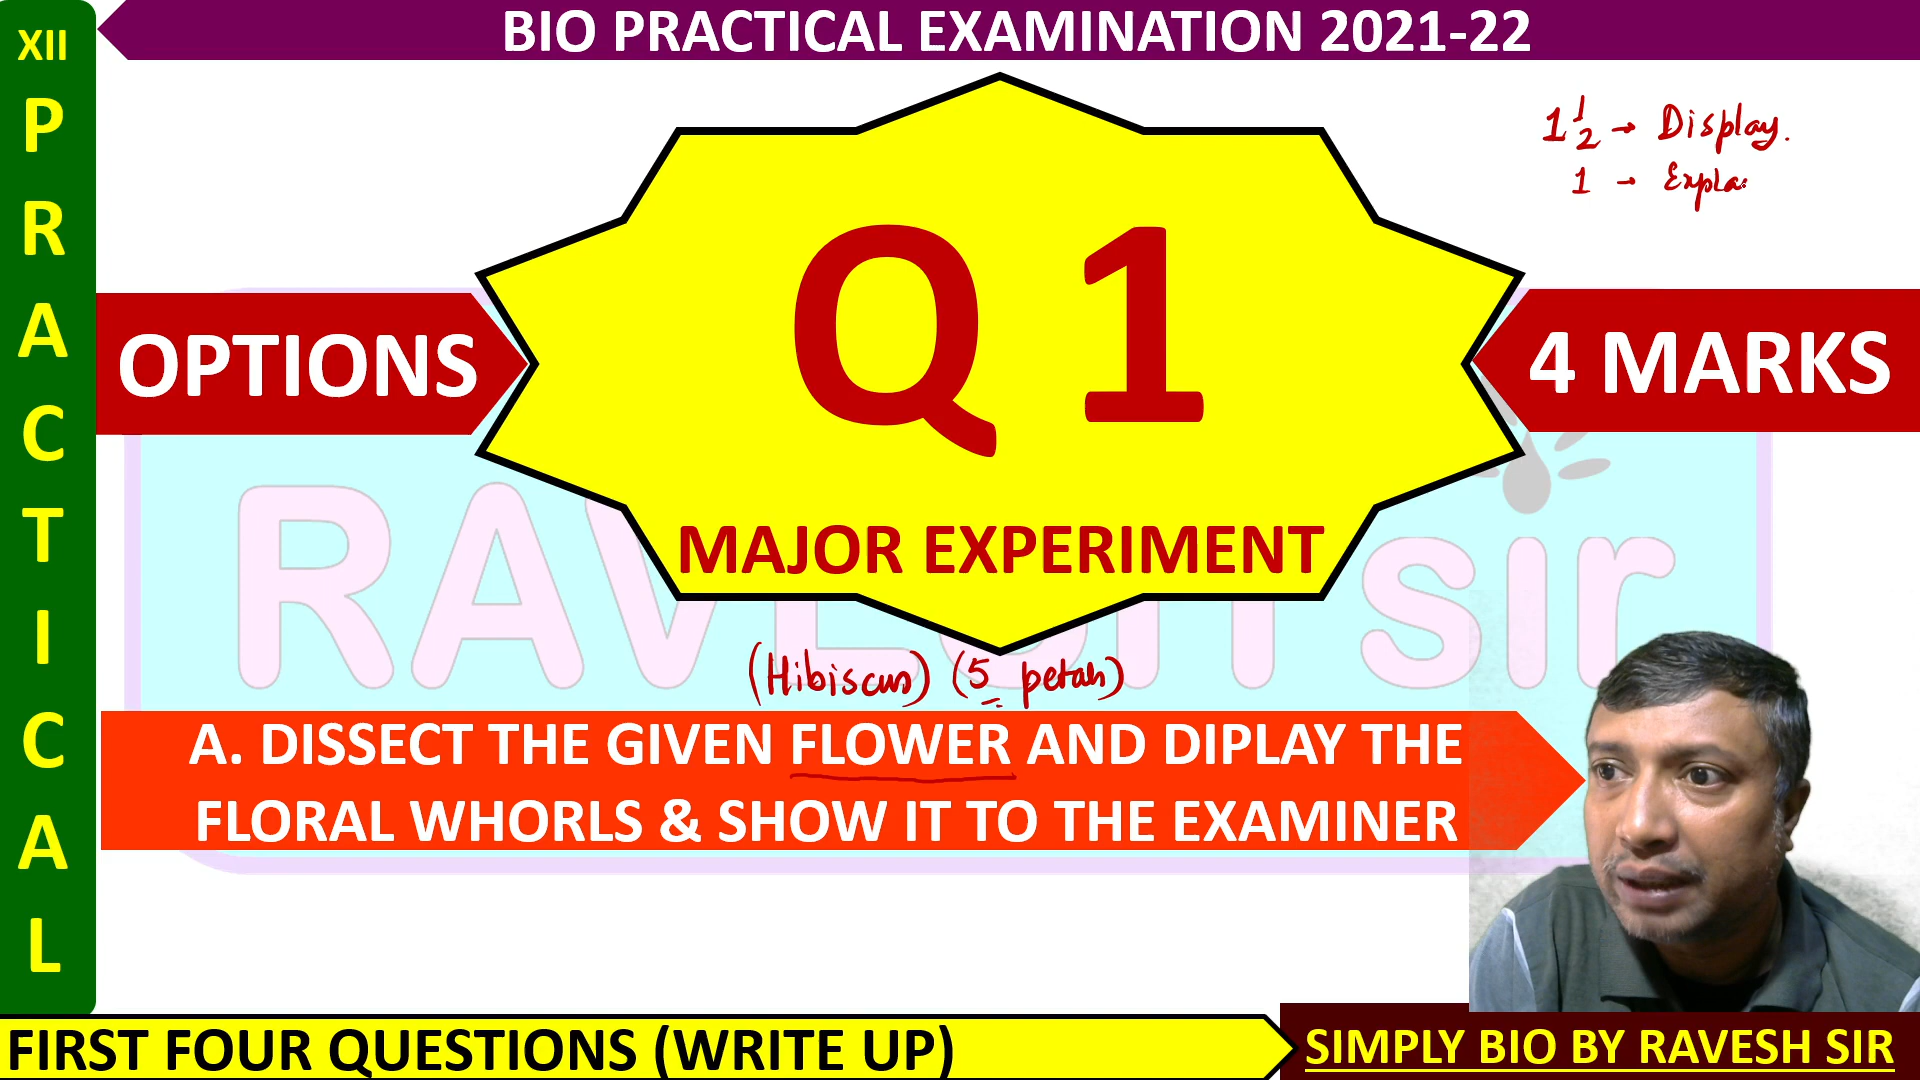 XII
PRACTICAL
BIO PRACTICAL EXAMINATION 2021-22
1 1/2 → Display.
1 → Expla
OPTIONS
Q 1
4 MARKS
MAJOR EXPERIMENT
(Hibiscus) (5 petals)
A. DISSECT THE GIVEN FLOWER AND DIPLAY THE
FLORAL WHORLS & SHOW IT TO THE EXAMINER
FIRST FOUR QUESTIONS (WRITE UP)
SIMPLY BIO BY RAVESH SIR